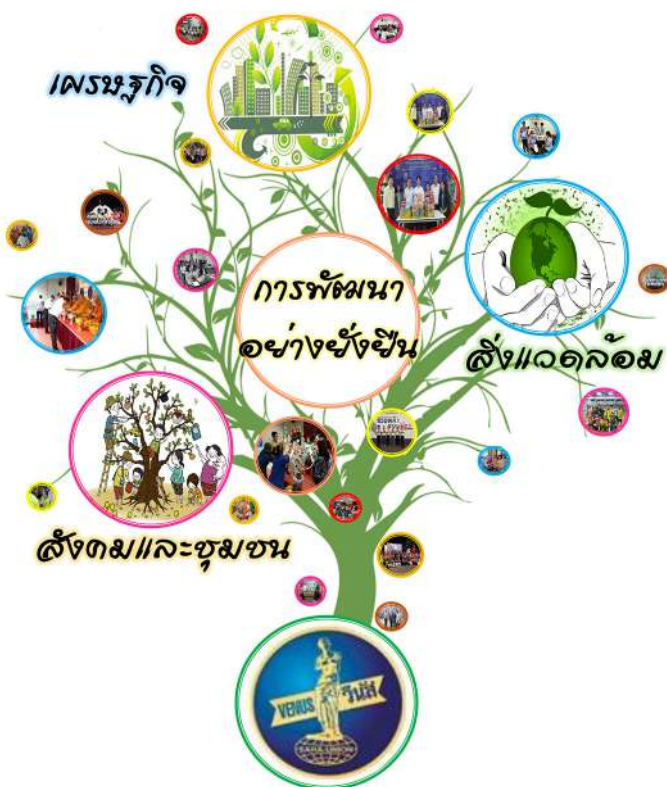 เศรษฐกิจ
การพัฒนา
อย่างยั่งยืน
สิ่งแวดล้อม
สังคมและชุมชน
VENUS วีนัส
SAHA UNION